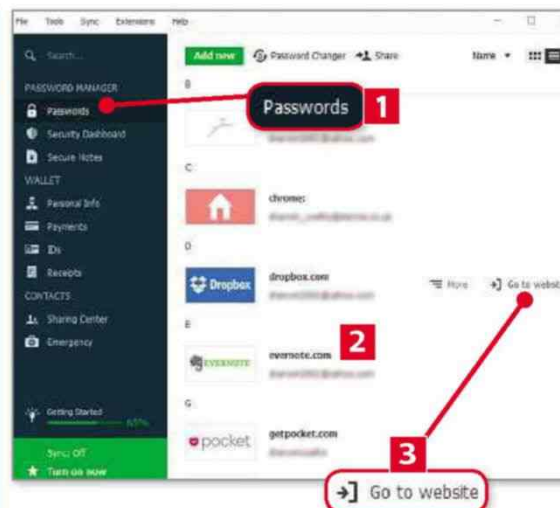 File Tools Sync Extensions Help
Search...
Add new Password Changer Share Name
PASSWORD MANAGER
B
Passwords
Passwords 1
Security Dashboard
Secure Notes
C
WALLET
Personal Info
chrome:
Payments
IDs
D
Receipts
Dropbox dropbox.com More Go to website
CONTACTS
Sharing Center
E
Emergency
EVERNOTE evernote.com 2
Getting Started
65%
G
pocket getpocket.com
Sync: Off
Turn on now
3
Go to website